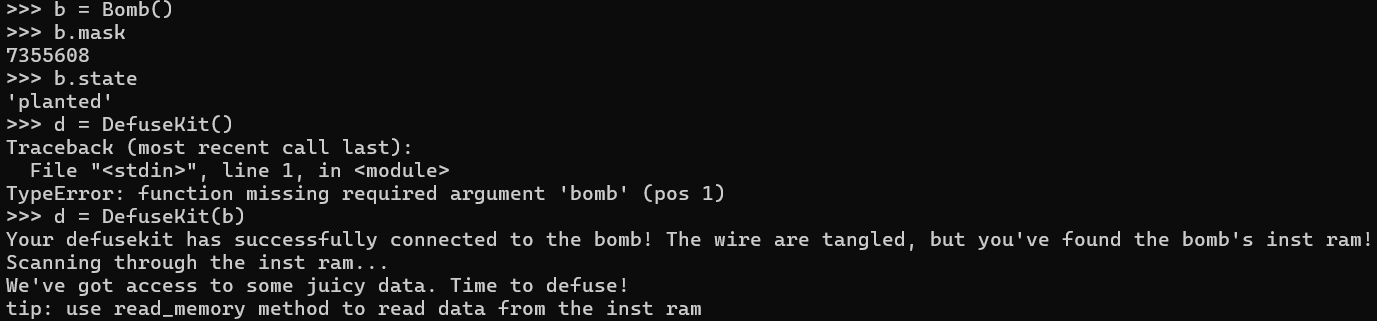 >>> b = Bomb()
>>> b.mask
7355608
>>> b.state
'planted'
>>> d = DefuseKit()
Traceback (most recent call last):
  File "<stdin>", line 1, in <module>
TypeError: function missing required argument 'bomb' (pos 1)
>>> d = DefuseKit(b)
Your defusekit has successfully connected to the bomb! The wire are tangled, but you've found the bomb's inst ram!
Scanning through the inst ram...
We've got access to some juicy data. Time to defuse!
tip: use read_memory method to read data from the inst ram